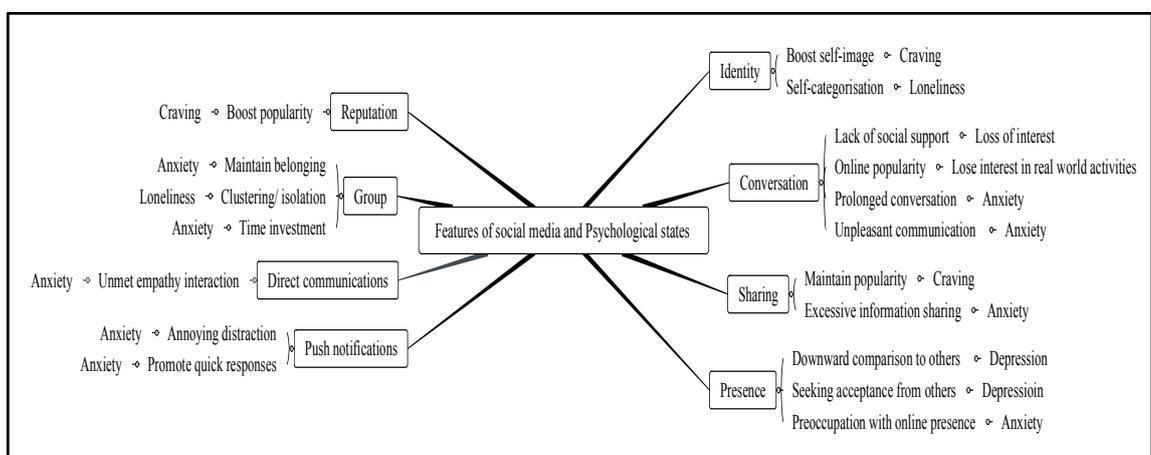 Features of social media and Psychological states
Reputation
Boost popularity
Craving
Group
Maintain belonging
Anxiety
Clustering/ isolation
Loneliness
Time investment
Anxiety
Direct communications
Unmet empathy interaction
Anxiety
Push notifications
Annoying distraction
Anxiety
Promote quick responses
Anxiety
Identity
Boost self-image
Craving
Self-categorisation
Loneliness
Conversation
Lack of social support
Loss of interest
Online popularity
Lose interest in real world activities
Prolonged conversation
Anxiety
Unpleasant communication
Anxiety
Sharing
Maintain popularity
Craving
Excessive information sharing
Anxiety
Presence
Downward comparison to others
Depression
Seeking acceptance from others
Depressioin
Preoccupation with online presence
Anxiety